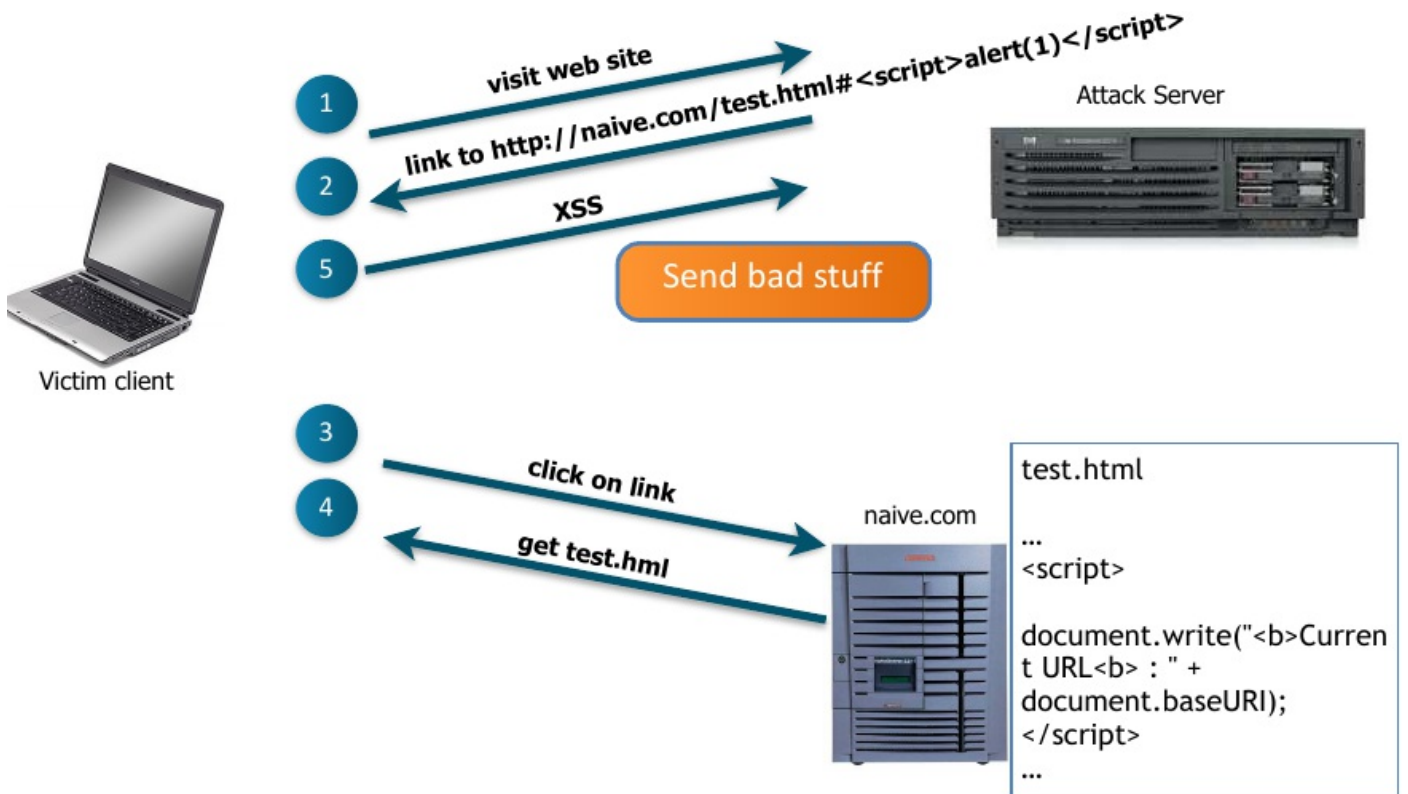 1
visit web site
2
link to http://naive.com/test.html#<script>alert(1)</script>
5
XSS
Send bad stuff
Attack Server
Victim client
3
click on link
4
get test.hml
naive.com
test.html
...
<script>
document.write("<b>Curren
t URL<b> : " +
document.baseURI);
</script>
...